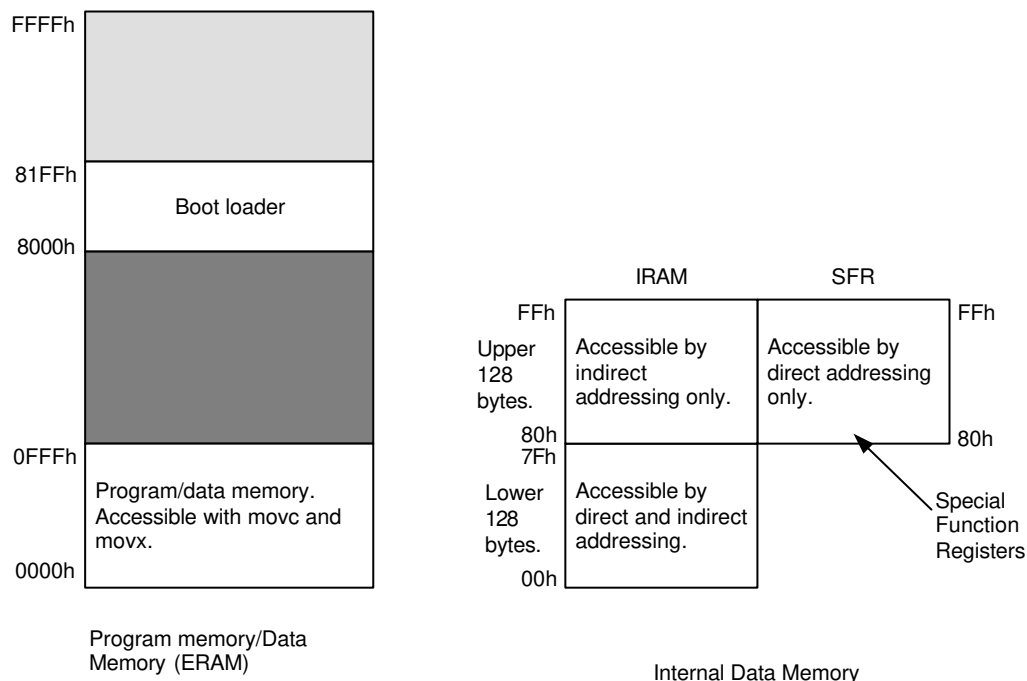 FFFFh
81FFh
Boot loader
8000h
0FFFh
Program/data memory.
Accessible with movc and
movx.
0000h
Program memory/Data
Memory (ERAM)
IRAM
SFR
FFh
FFh
Upper
128
bytes.
Accessible by
indirect
addressing only.
Accessible by
direct addressing
only.
80h
80h
7Fh
Lower
128
bytes.
Accessible by
direct and indirect
addressing.
00h
Special
Function
Registers
Internal Data Memory